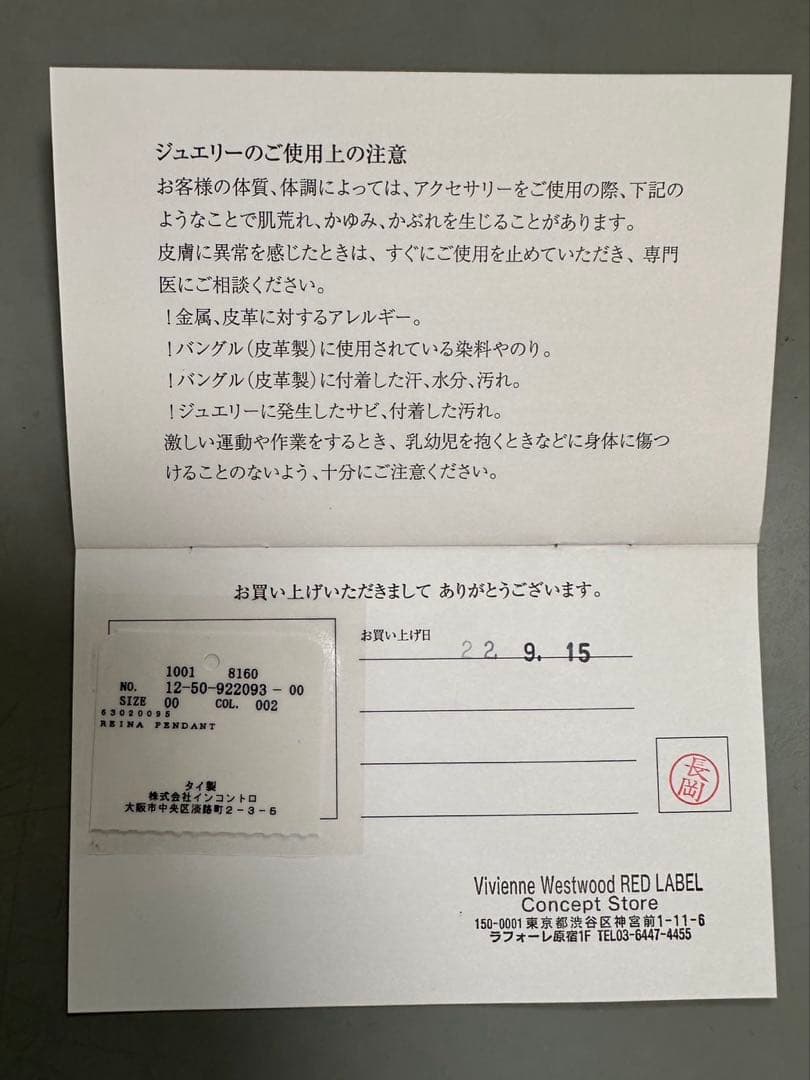 ジュエリーのご使用上の注意
お客様の体質、体調によっては、アクセサリーをご使用の際、下記の
ようなことで肌荒れ、かゆみ、かぶれを生じることがあります。
皮膚に異常を感じたときは、すぐにご使用を止めていただき、専門
医にご相談ください。
！金属、皮革に対するアレルギー。
！バングル（皮革製）に使用されている染料やのり。
！バングル（皮革製）に付着した汗、水分、汚れ。
！ジュエリーに発生したサビ、付着した汚れ。
激しい運動や作業をするとき、乳幼児を抱くときなどに身体に傷つ
けることのないよう、十分にご注意ください。
お買い上げいただきまして ありがとうございます。
お買い上げ日 22. 9. 15
1001 8160
NO. 12-50-922093-00
SIZE 00 COL. 002
63020095
REINA PENDANT
タイ製
株式会社インコントロ
大阪市中央区淡路町2-3-5
長岡
Vivienne Westwood RED LABEL
Concept Store
150-0001 東京都渋谷区神宮前1-11-6
ラフォーレ原宿1F TEL03-6447-4455